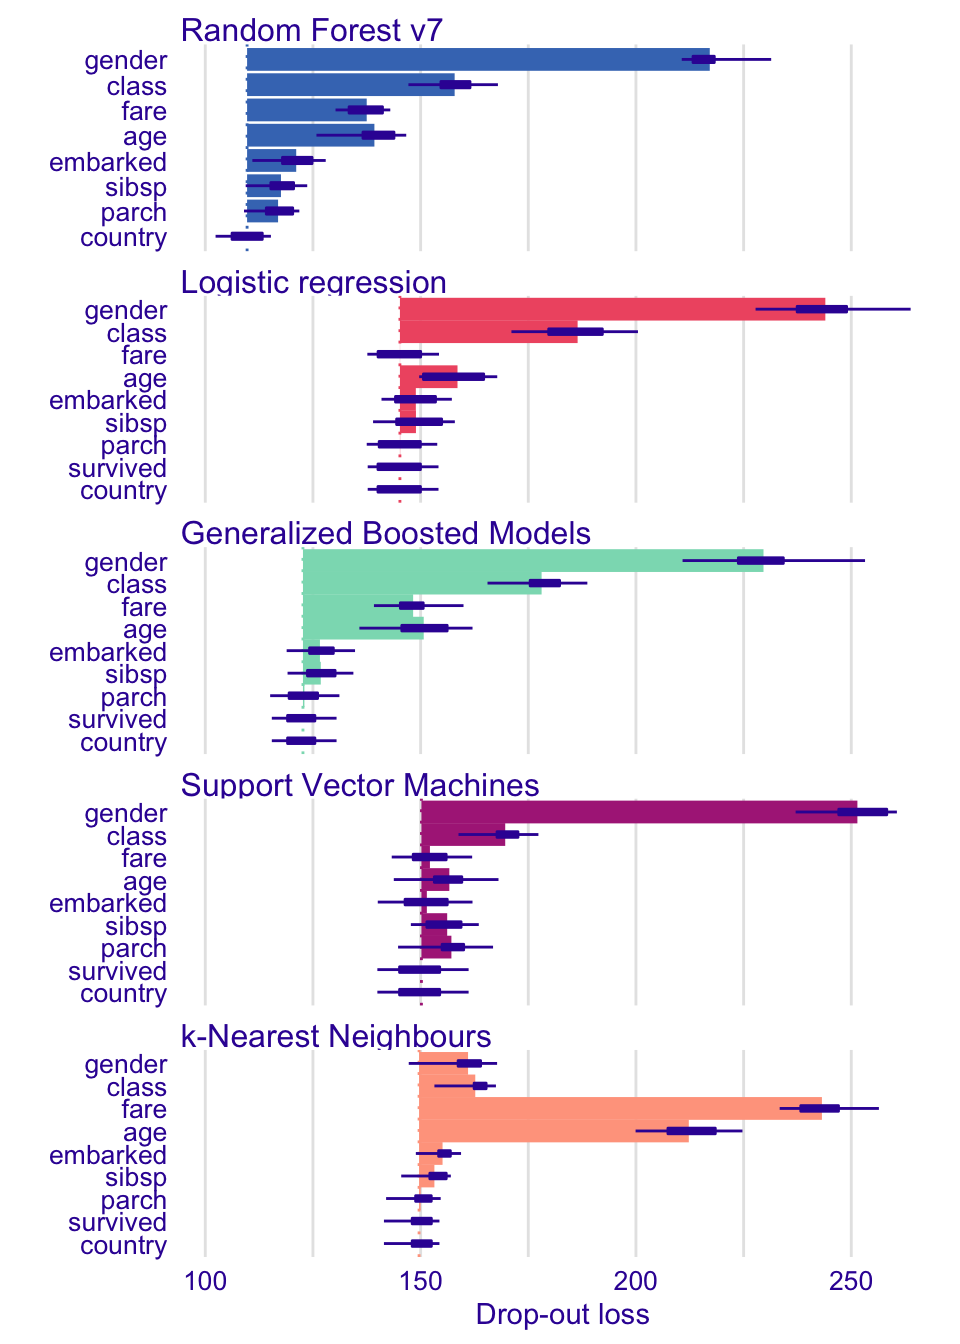 Random Forest v7
gender
class
fare
age
embarked
sibsp
parch
country
Logistic regression
gender
class
fare
age
embarked
sibsp
parch
survived
country
Generalized Boosted Models
gender
class
fare
age
embarked
sibsp
parch
survived
country
Support Vector Machines
gender
class
fare
age
embarked
sibsp
parch
survived
country
k-Nearest Neighbours
gender
class
fare
age
embarked
sibsp
parch
survived
country
100 150 200 250
Drop-out loss